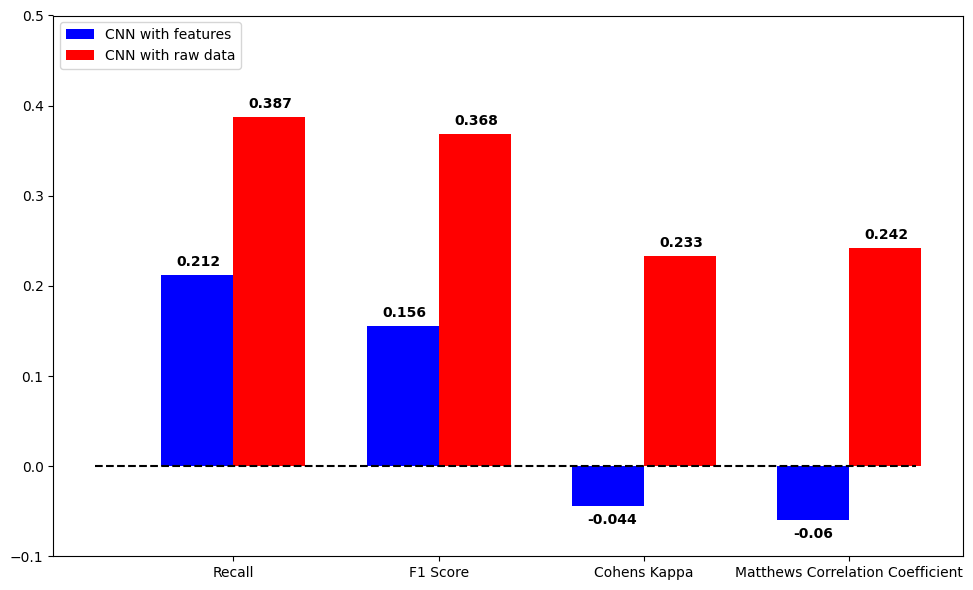 0.5
CNN with features
CNN with raw data
0.4
0.387
0.368
0.3
0.233
0.242
0.212
0.2
0.156
0.1
0.0
-0.044
-0.06
−0.1
Recall
F1 Score
Cohens Kappa
Matthews Correlation Coefficient